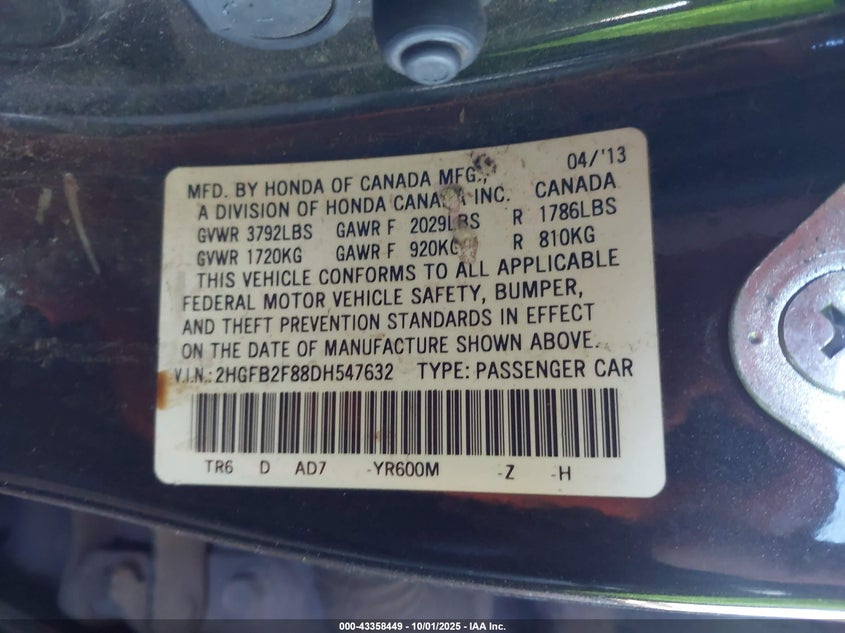 04/'13
MFD. BY HONDA OF CANADA MFG.,
A DIVISION OF HONDA CANADA INC. CANADA
GVWR 3792LBS GAWR F 2029LBS R 1786LBS
GVWR 1720KG GAWR F 920KG R 810KG
THIS VEHICLE CONFORMS TO ALL APPLICABLE
FEDERAL MOTOR VEHICLE SAFETY, BUMPER,
AND THEFT PREVENTION STANDARDS IN EFFECT
ON THE DATE OF MANUFACTURE SHOWN ABOVE.
V.I.N.: 2HGFB2F88DH547632 TYPE: PASSENGER CAR
TR6 D AD7 -YR600M -Z -H
000-43358449 - 10/01/2025 - IAA Inc.